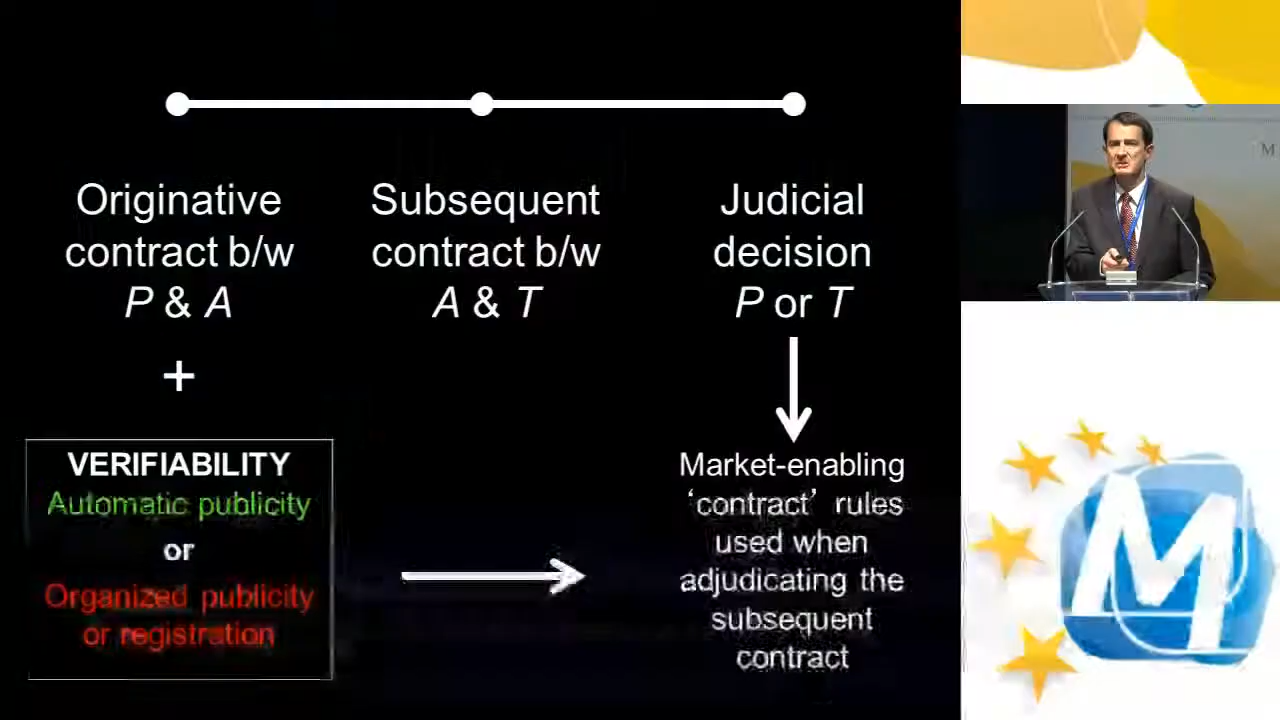 Originative
contract b/w
P & A
+
VERIFIABILITY
Automatic publicity
or
Organized publicity
or registration
Subsequent
contract b/w
A & T
Judicial
decision
P or T
Market-enabling
‘contract’ rules
used when
adjudicating the
subsequent
contract
M